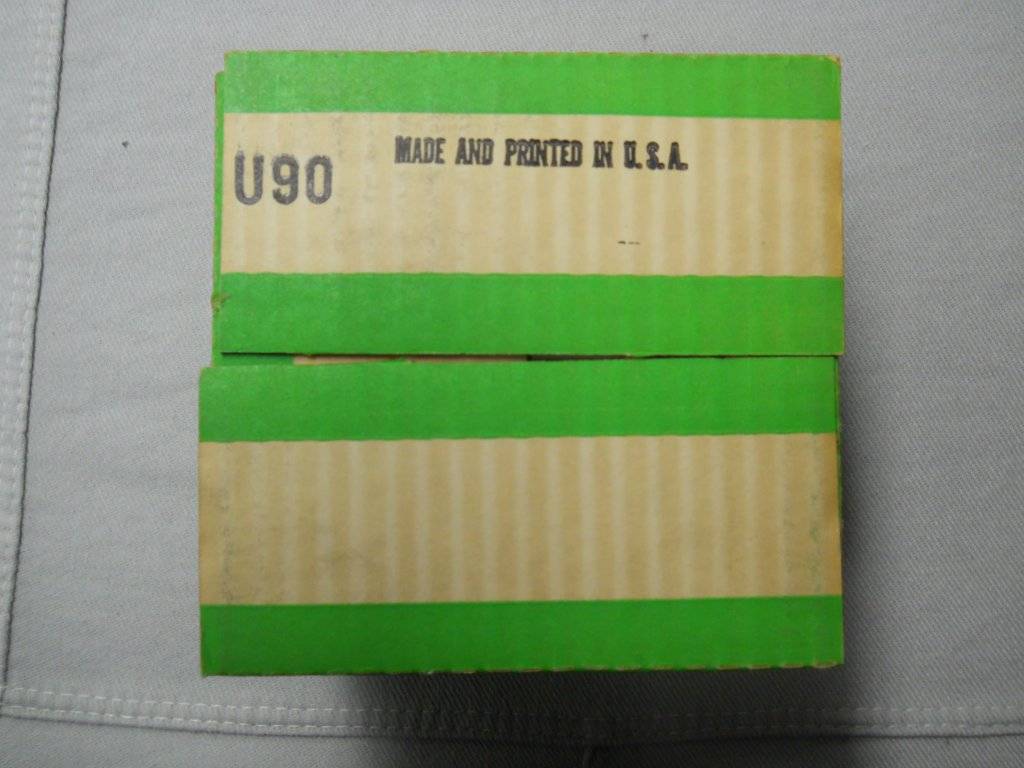 MADE AND PRINTED IN U.S.A.
U90